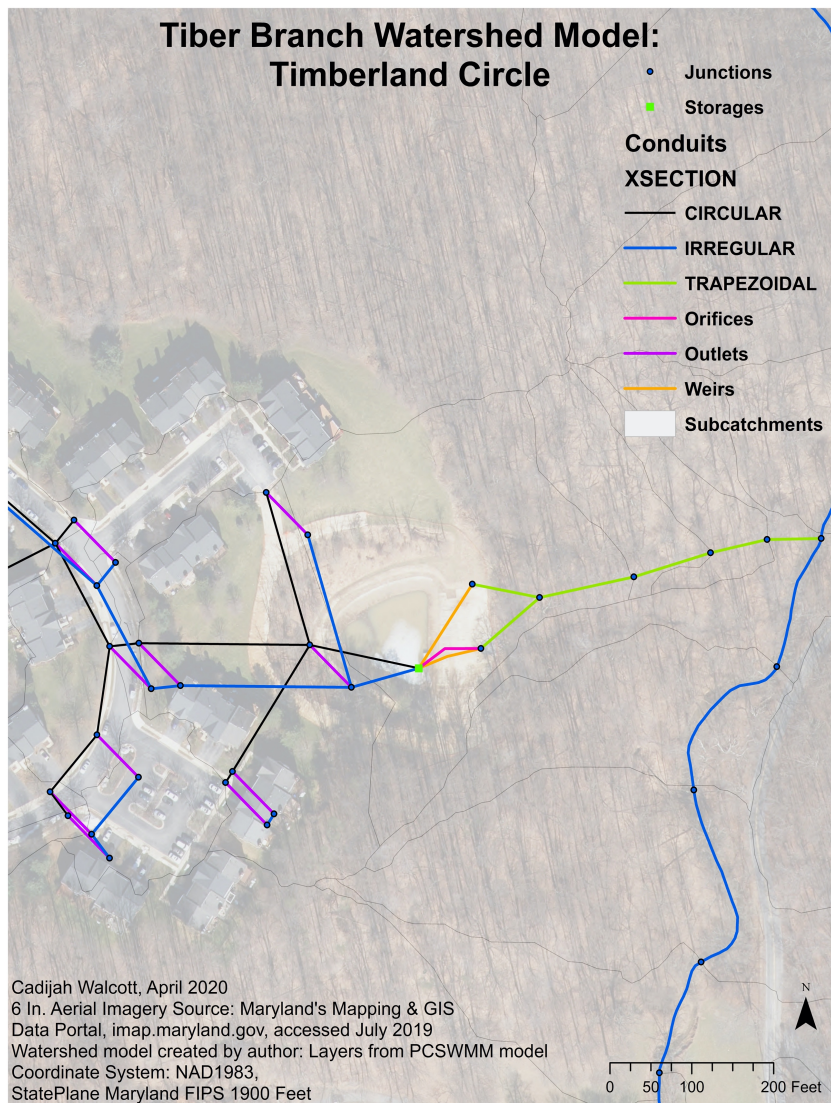 Tiber Branch Watershed Model:
Timberland Circle
Junctions
Storages
Conduits
XSECTION
CIRCULAR
IRREGULAR
TRAPEZOIDAL
Orifices
Outlets
Weirs
Subcatchments
Cadijah Walcott, April 2020
6 In. Aerial Imagery Source: Maryland's Mapping & GIS
Data Portal, imap.maryland.gov, accessed July 2019
Watershed model created by author: Layers from PCSWMM model
Coordinate System: NAD1983,
StatePlane Maryland FIPS 1900 Feet
N
0 50 100 200 Feet